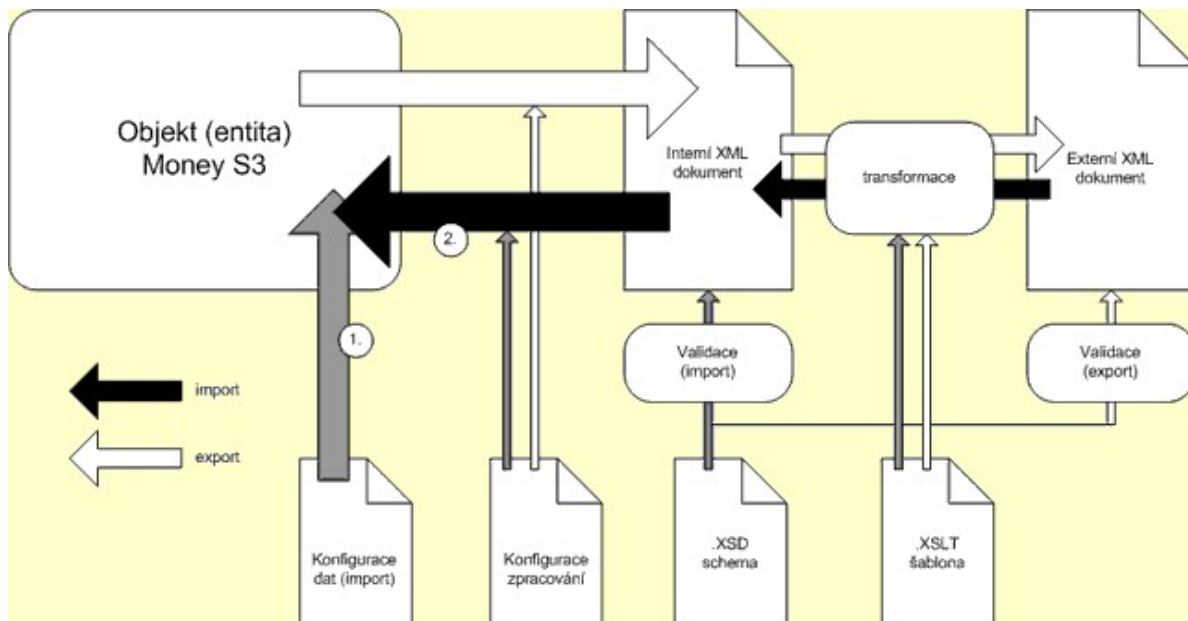 Objekt (entita)
Money S3
Interní XML
dokument
transformace
Externí XML
dokument
2.
1.
Validace
(import)
Validace
(export)
import
export
Konfigurace
dat (import)
Konfigurace
zpracování
.XSD
schema
.XSLT
šablona